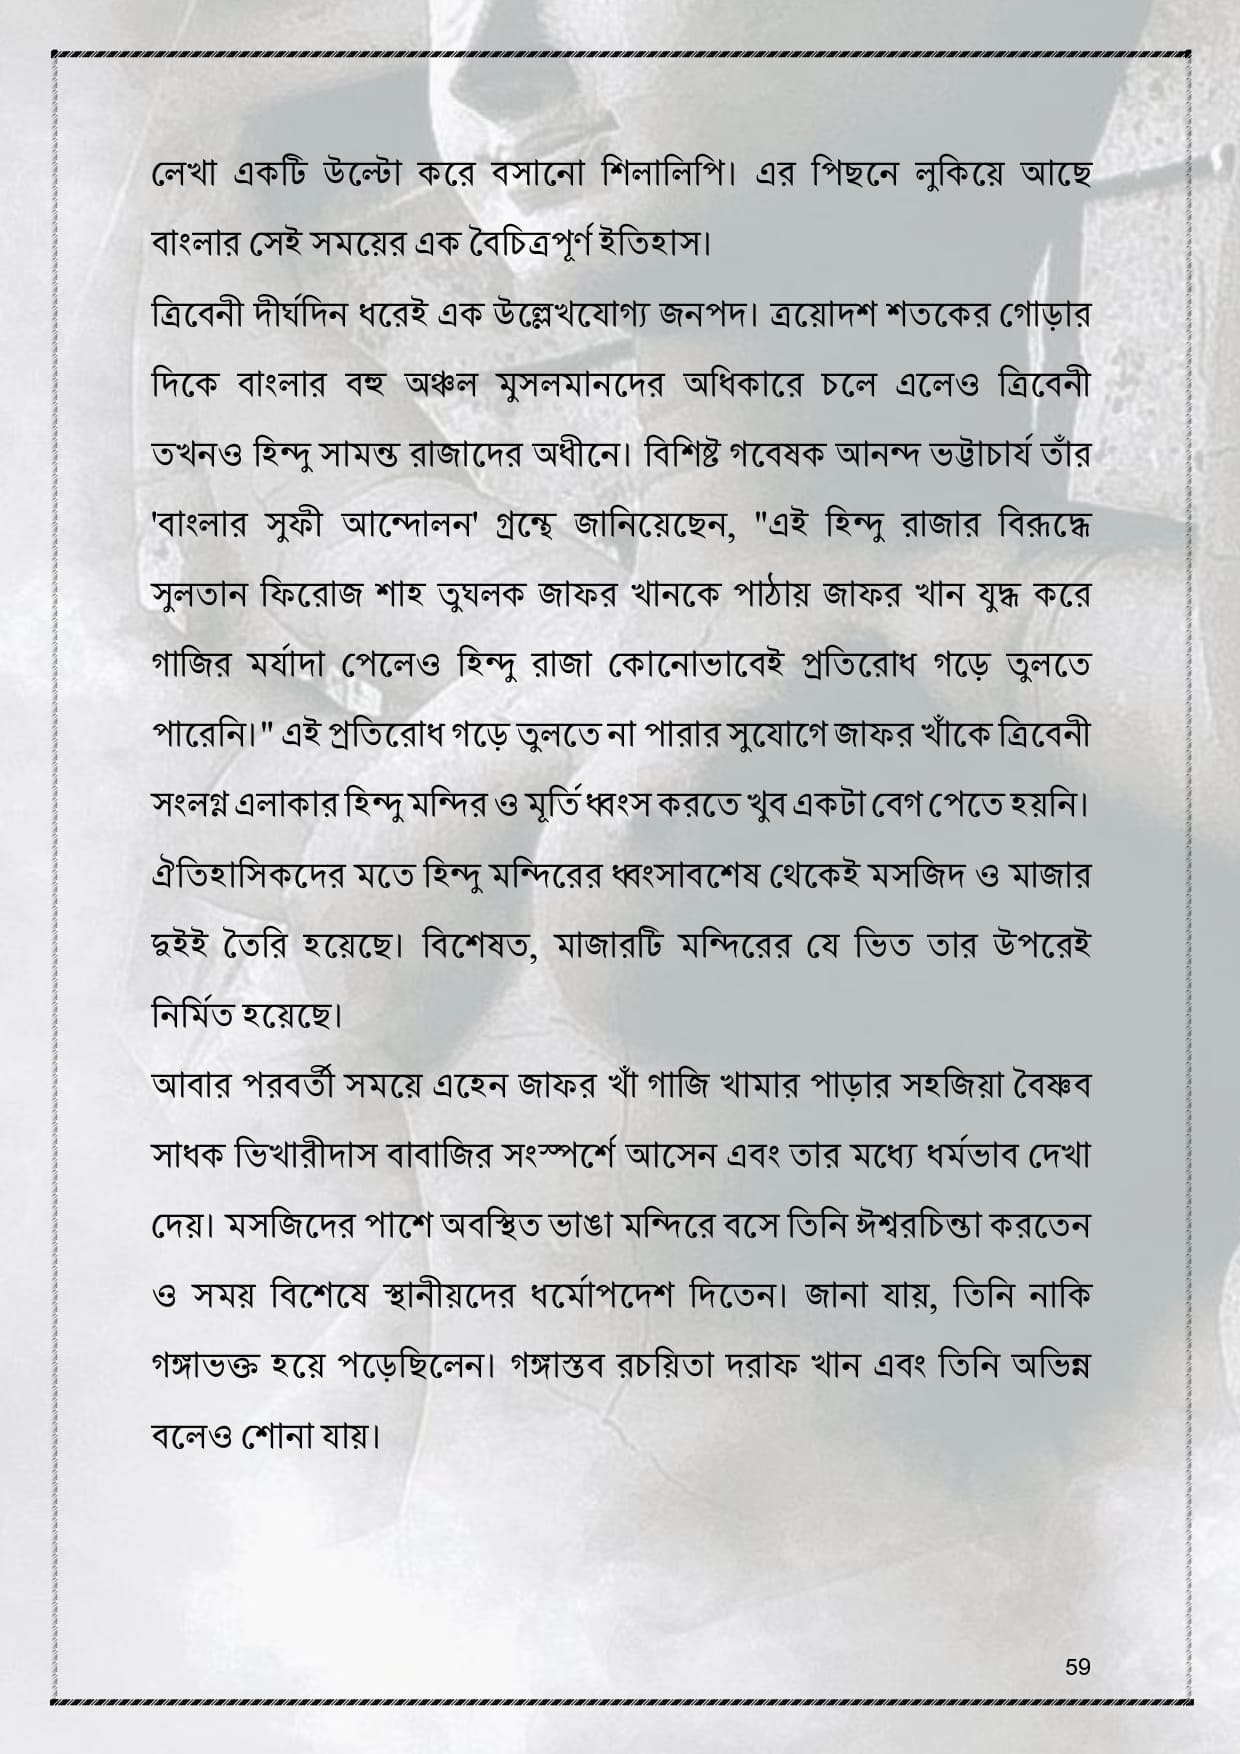 লেখা একটি উল্টো করে বসানো শিলালিপি। এর পিছনে লুকিয়ে আছে
বাংলার সেই সময়ের এক বৈচিত্রপূর্ণ ইতিহাস।
ত্রিবেনী দীর্ঘদিন ধরেই এক উল্লেখযোগ্য জনপদ। ত্রয়োদশ শতকের গোড়ার
দিকে বাংলার বহু অঞ্চল মুসলমানদের অধিকারে চলে এলেও ত্রিবেনী
তখনও হিন্দু সামন্ত রাজাদের অধীনে। বিশিষ্ট গবেষক আনন্দ ভট্টাচার্য তাঁর
'বাংলার সুফী আন্দোলন' গ্রন্থে জানিয়েছেন, "এই হিন্দু রাজার বিরূদ্ধে
সুলতান ফিরোজ শাহ তুঘলক জাফর খানকে পাঠায় জাফর খান যুদ্ধ করে
গাজির মর্যাদা পেলেও হিন্দু রাজা কোনোভাবেই প্রতিরোধ গড়ে তুলতে
পারেনি।" এই প্রতিরোধ গড়ে তুলতে না পারার সুযোগে জাফর খাঁকে ত্রিবেনী
সংলগ্ন এলাকার হিন্দু মন্দির ও মূর্তি ধ্বংস করতে খুব একটা বেগ পেতে হয়নি।
ঐতিহাসিকদের মতে হিন্দু মন্দিরের ধ্বংসাবশেষ থেকেই মসজিদ ও মাজার
দুইই তৈরি হয়েছে। বিশেষত, মাজারটি মন্দিরের যে ভিত তার উপরেই
নির্মিত হয়েছে।
আবার পরবর্তী সময়ে এহেন জাফর খাঁ গাজি খামার পাড়ার সহজিয়া বৈষ্ণব
সাধক ভিখারীদাস বাবাজির সংস্পর্শে আসেন এবং তার মধ্যে ধর্মভাব দেখা
দেয়। মসজিদের পাশে অবস্থিত ভাঙা মন্দিরে বসে তিনি ঈশ্বরচিন্তা করতেন
ও সময় বিশেষে স্থানীয়দের ধর্মোপদেশ দিতেন। জানা যায়, তিনি নাকি
গঙ্গাভক্ত হয়ে পড়েছিলেন। গঙ্গাস্তব রচয়িতা দরাফ খান এবং তিনি অভিন্ন
বলেও শোনা যায়।
59